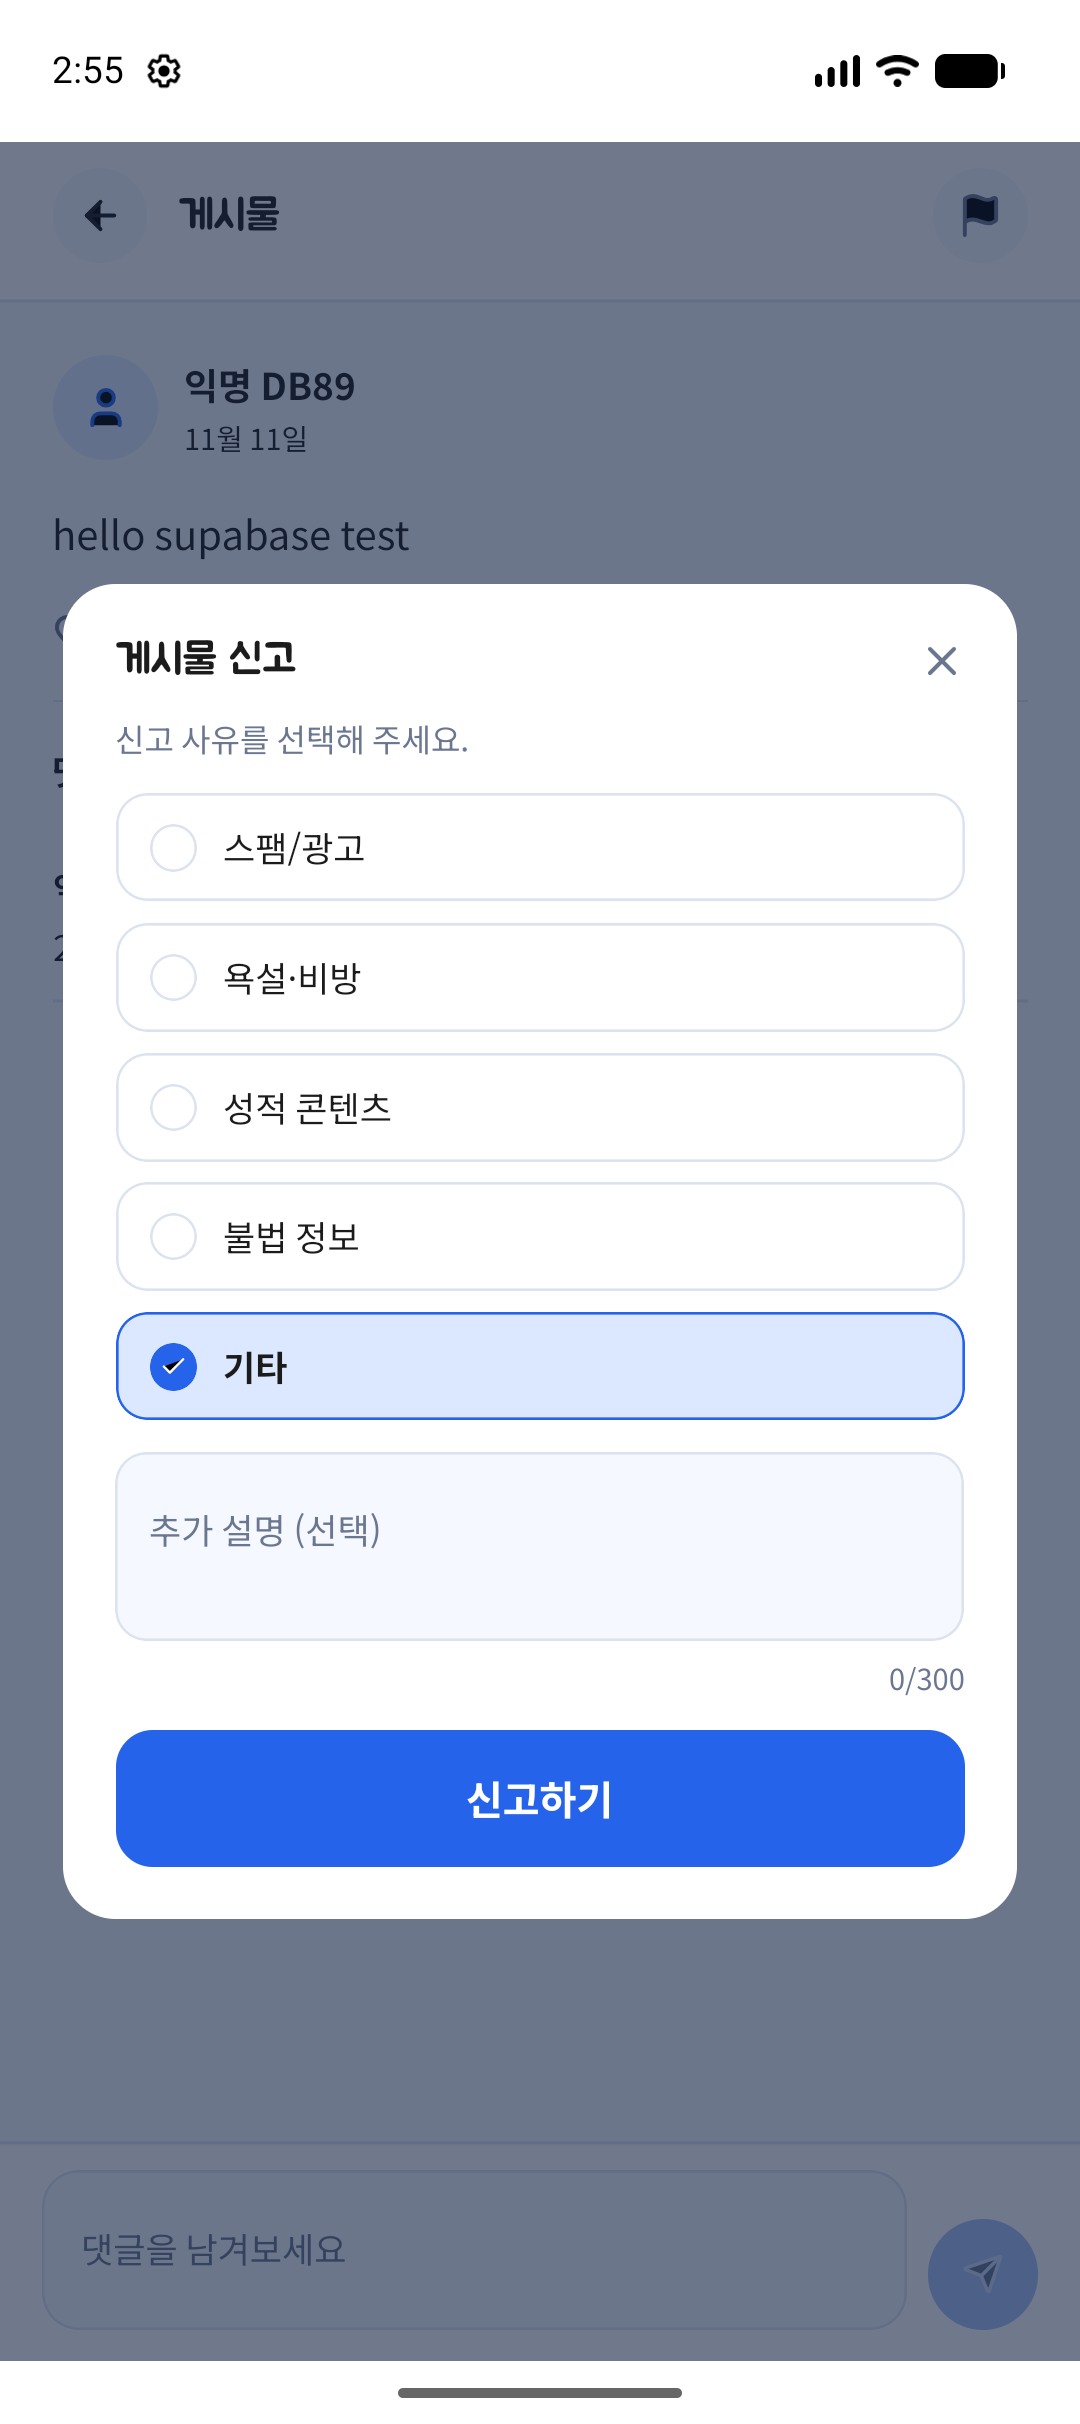 2:55
게시물
익명 DB89
11월 11일
hello supabase test
게시물 신고
신고 사유를 선택해 주세요.
스팸/광고
욕설·비방
성적 콘텐츠
불법 정보
기타
추가 설명 (선택)
0/300
신고하기
댓글을 남겨보세요